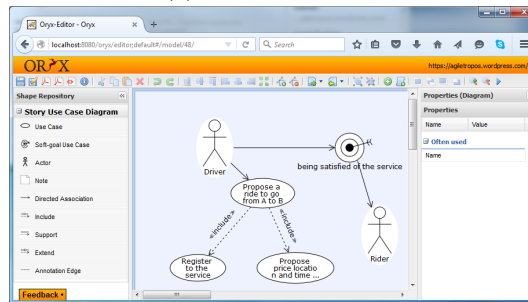 Oryx-Editor - Oryx
localhost:8080/oryx/editor;default#/model/48/
Search
ORYX
https://agiletropos.wordpress.com/
Shape Repository
Story Use Case Diagram
Use Case
Soft-goal Use Case
Actor
Note
Directed Association
Include
Support
Extend
Annotation Edge
Feedback
Driver
being satisfied of the service
Propose a
ride to go
from A to B
«include»
«include»
Register
to the
service
Propose
price locatio
n and time ...
Rider
Properties (Diagram)
Properties
Name Value
Often used
Name